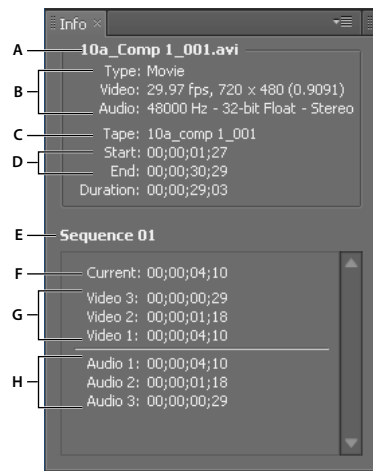 Info ×
A 10a_Comp 1_001.avi
Type: Movie
B Video: 29.97 fps, 720 x 480 (0.9091)
Audio: 48000 Hz - 32-bit Float - Stereo
C Tape: 10a_comp 1_001
D Start: 00;00;01;27
End: 00;00;30;29
Duration: 00;00;29;03
E Sequence 01
F Current: 00;00;04;10
G Video 3: 00;00;00;29
Video 2: 00;00;01;18
Video 1: 00;00;04;10
H Audio 1: 00;00;04;10
Audio 2: 00;00;01;18
Audio 3: 00;00;00;29